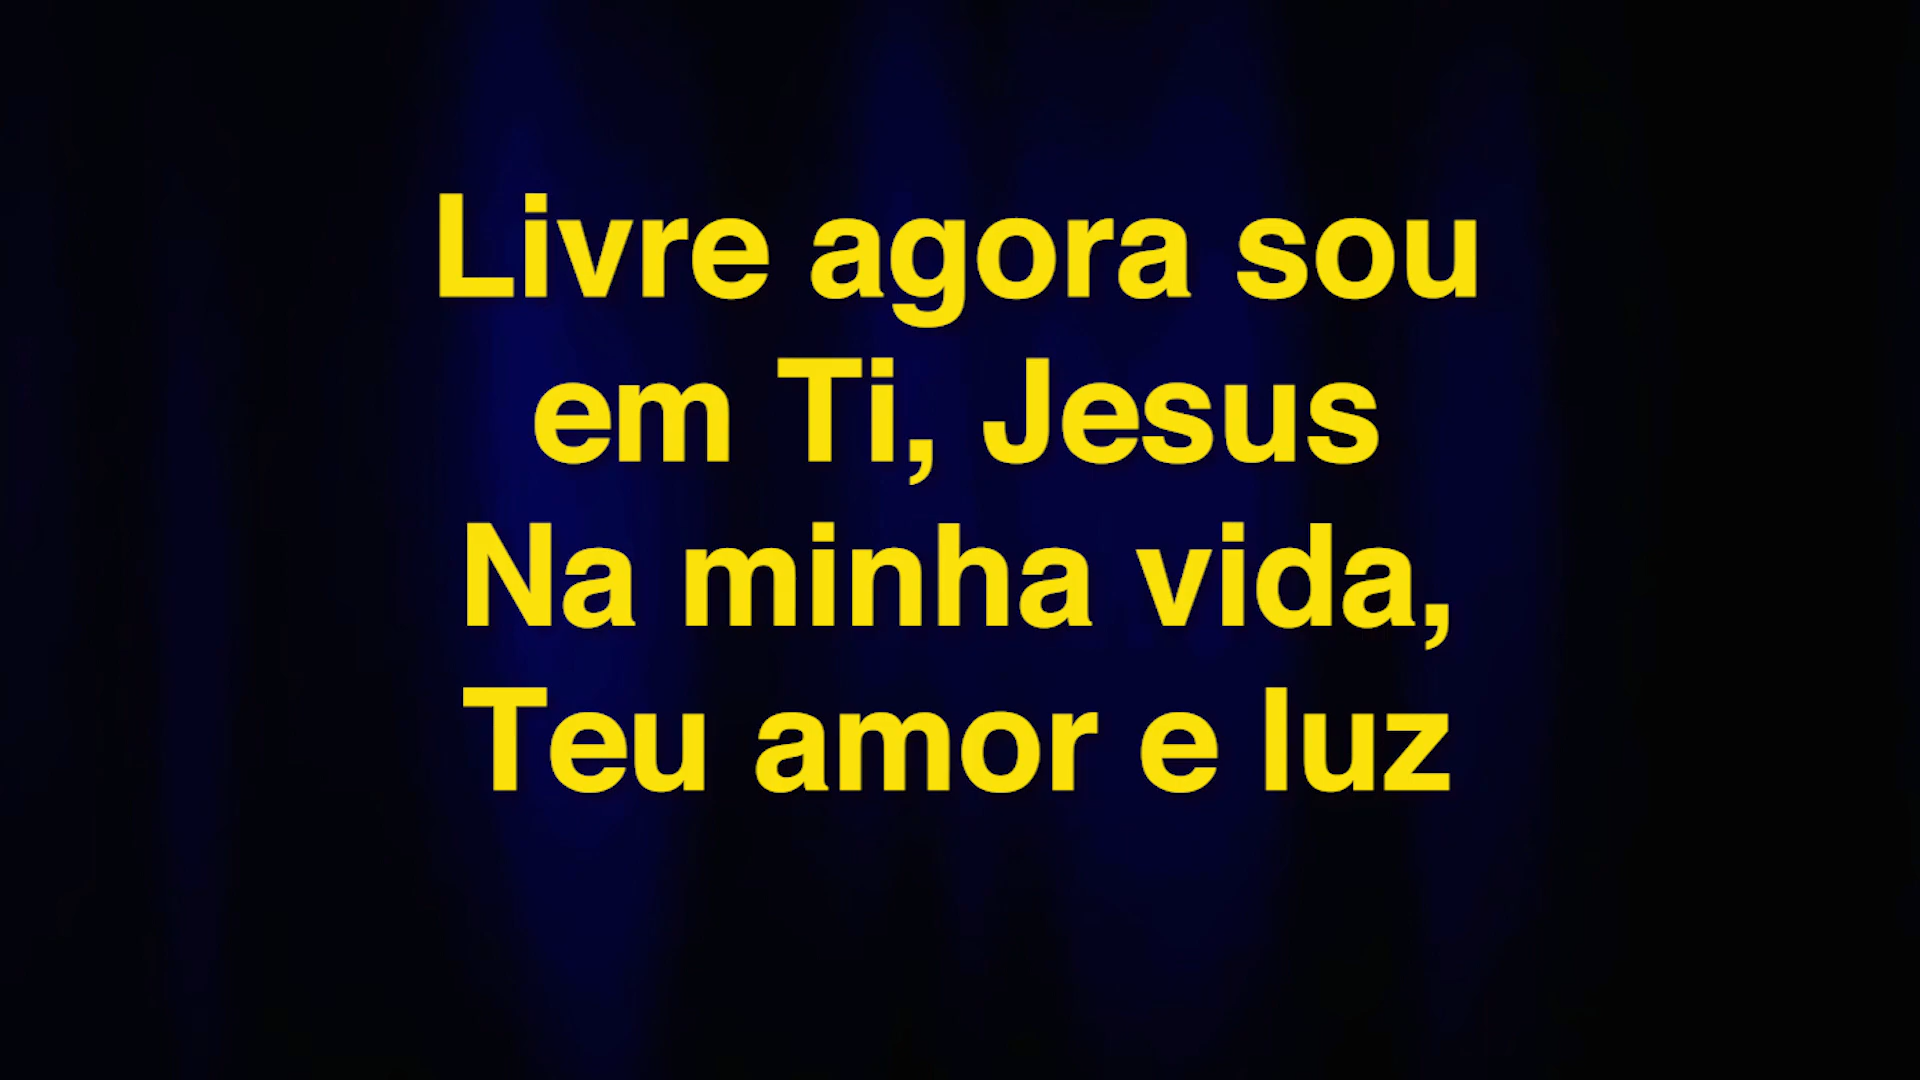 Livre agora sou
em Ti, Jesus
Na minha vida,
Teu amor e luz